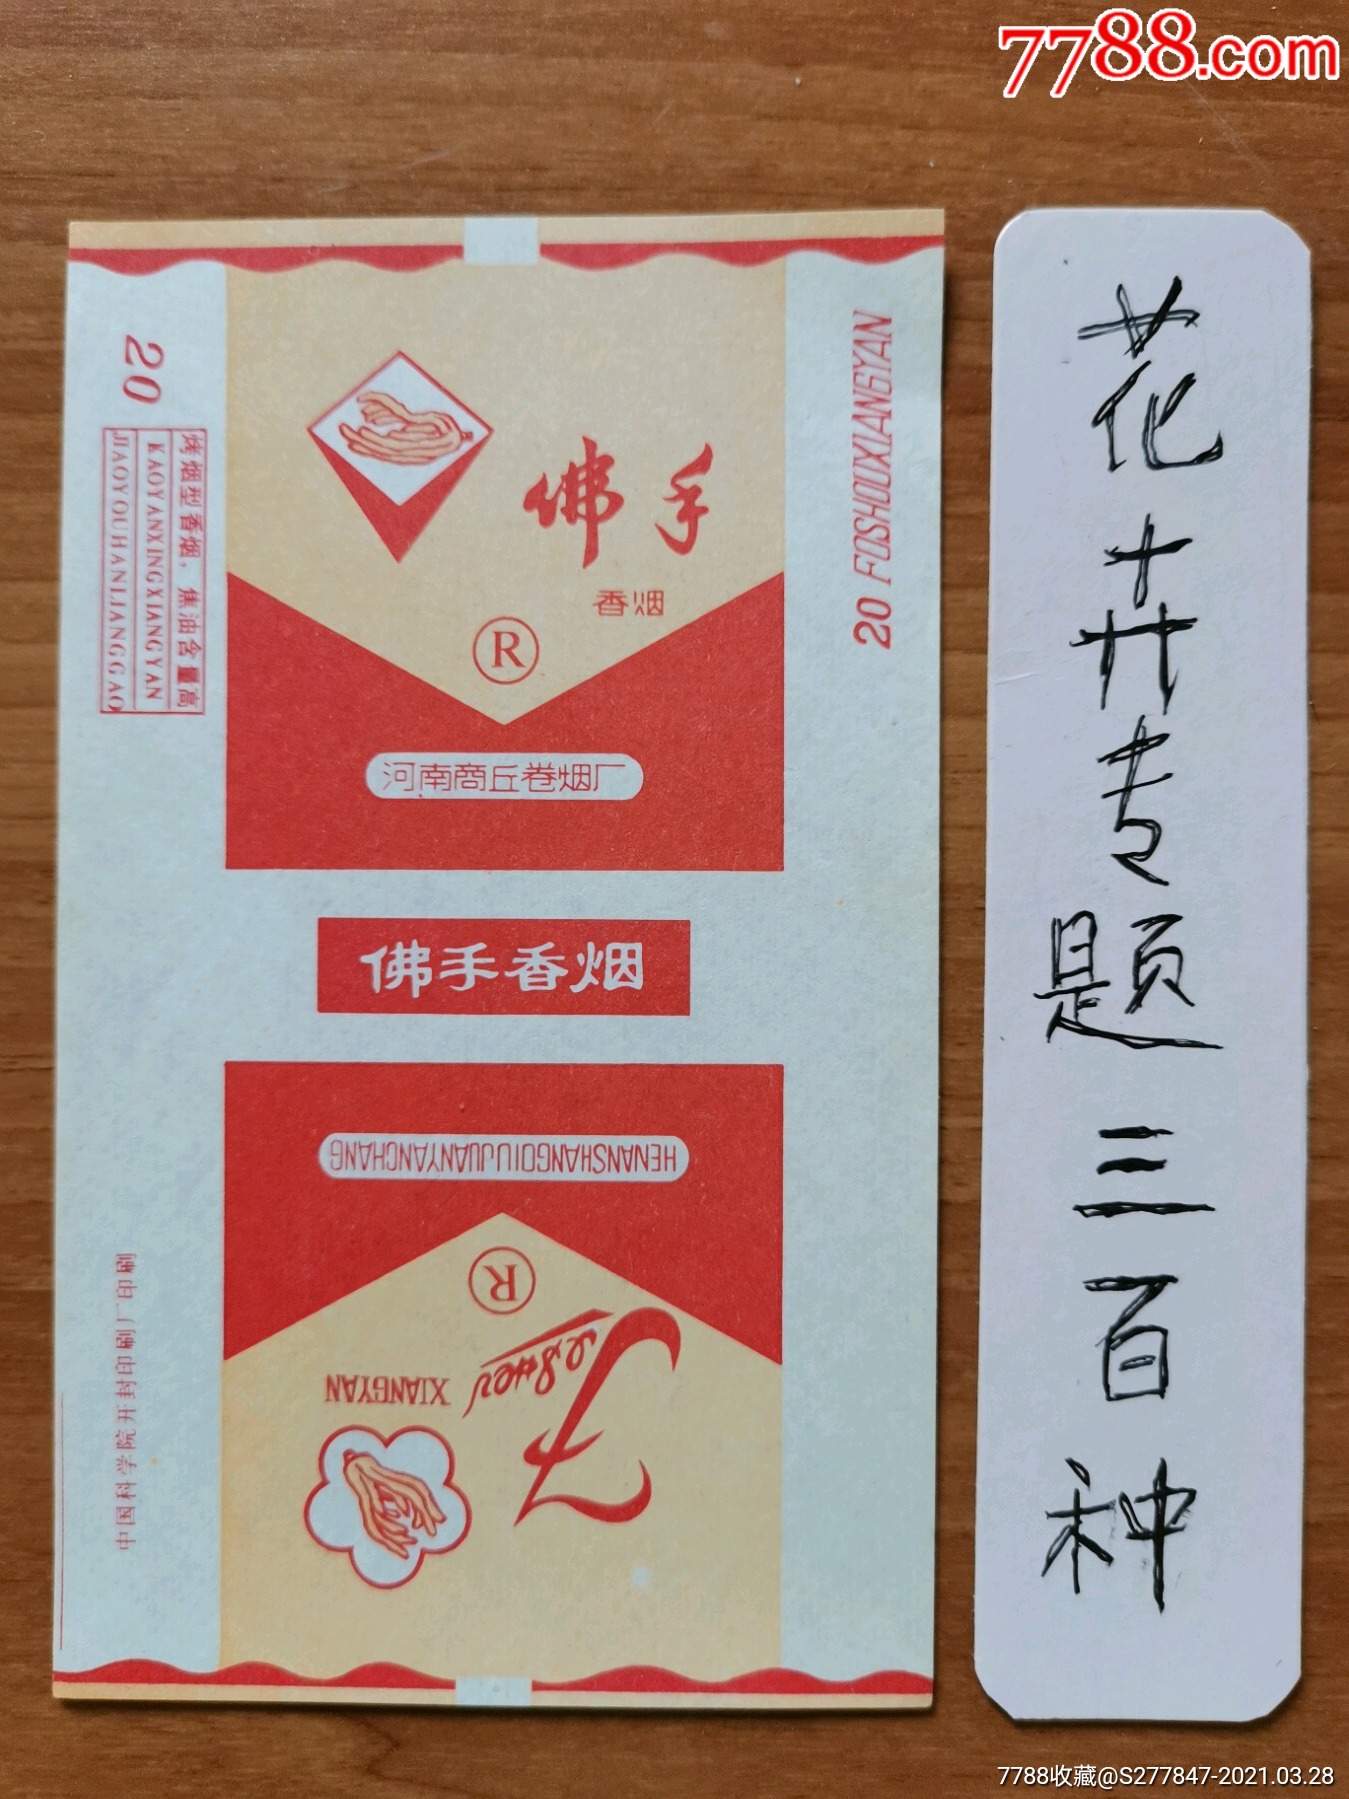 7788.com
20
烤烟型香烟，焦油含量高
KAOYANXINGXIANGYAN
JIAOYOUHANLIANGGAO
佛手
香烟
R
河南商丘卷烟厂
20 FOSHOUXIANGYAN
佛手香烟
HENANSHANGQIUJUANYANCHANG
R
Foshou
XIANGYAN
中国科学院开封印刷厂印刷
花卉专题三百种
7788收藏@S277847-2021.03.28